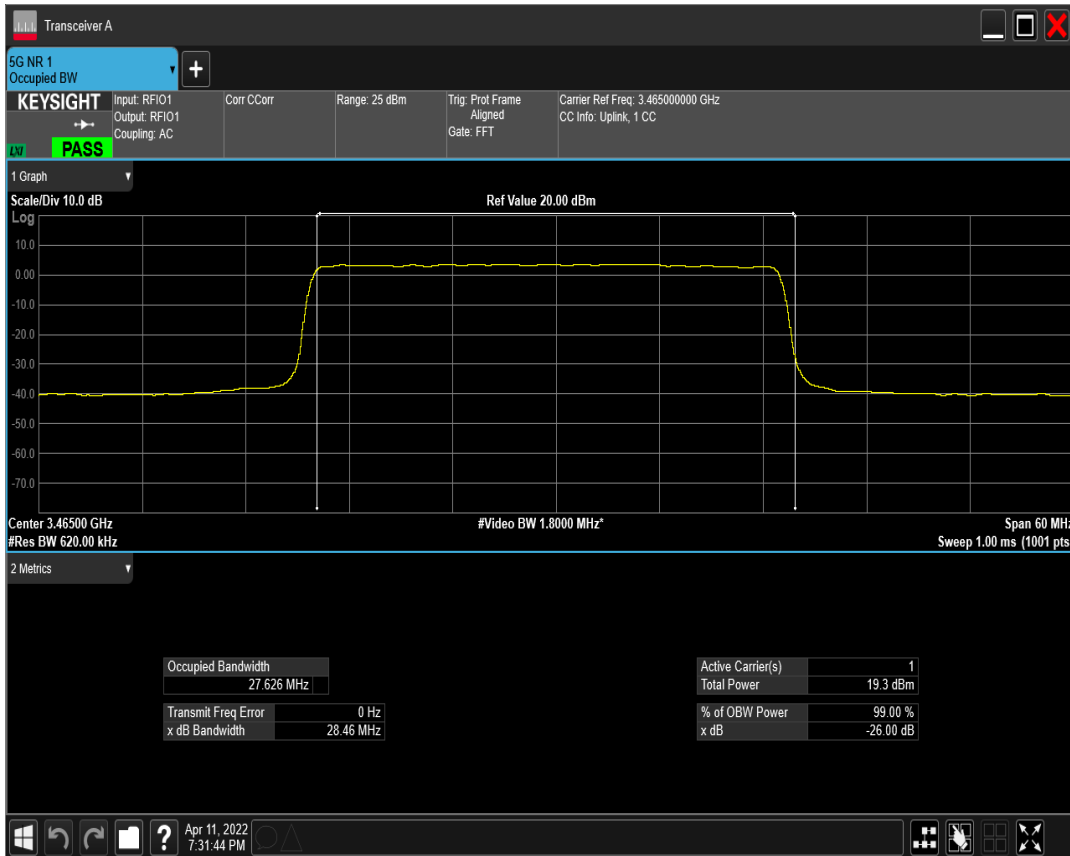 Transceiver A
5G NR 1
Occupied BW
+
KEYSIGHT
LXI
PASS
Input: RFIO1
Output: RFIO1
Coupling: AC
Corr CCorr
Range: 25 dBm
Trig: Prot Frame
Aligned
Gate: FFT
Carrier Ref Freq: 3.465000000 GHz
CC Info: Uplink, 1 CC
1 Graph
Scale/Div 10.0 dB
Ref Value 20.00 dBm
Log
10.0
0.00
-10.0
-20.0
-30.0
-40.0
-50.0
-60.0
-70.0
Center 3.46500 GHz
#Video BW 1.8000 MHz*
Span 60 MHz
#Res BW 620.00 kHz
Sweep 1.00 ms (1001 pts
2 Metrics
Occupied Bandwidth
27.626 MHz
Transmit Freq Error 0 Hz
x dB Bandwidth 28.46 MHz
Active Carrier(s) 1
Total Power 19.3 dBm
% of OBW Power 99.00 %
x dB -26.00 dB
?
Apr 11, 2022
7:31:44 PM